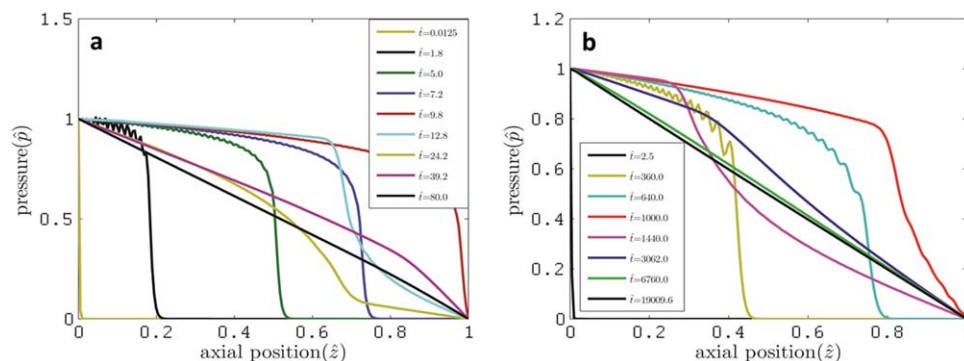 a
1.5
1
0.5
0
0 0.2 0.4 0.6 0.8 1
pressure(p̂)
axial position(ẑ)
t̂=0.0125
t̂=1.8
t̂=5.0
t̂=7.2
t̂=9.8
t̂=12.8
t̂=24.2
t̂=39.2
t̂=80.0
b
1.2
1
0.8
0.6
0.4
0.2
0
0 0.2 0.4 0.6 0.8 1
pressure(p̂)
axial position(ẑ)
t̂=2.5
t̂=360.0
t̂=640.0
t̂=1000.0
t̂=1440.0
t̂=3062.0
t̂=6760.0
t̂=19009.6